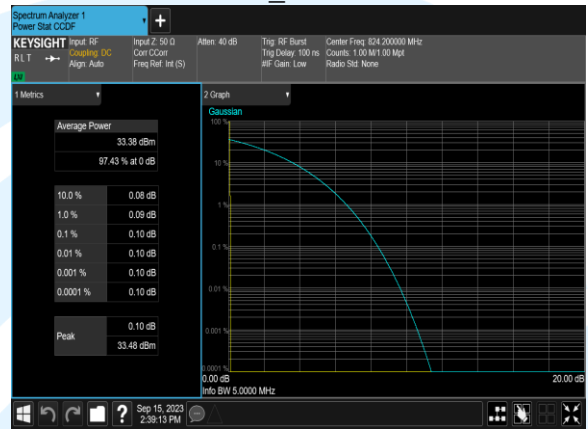 Spectrum Analyzer 1
Power Stat CCDF
KEYSIGHT
RLT
LXI
Input: RF
Coupling: DC
Align: Auto
Input Z: 50 Ω
Corr CCorr
Freq Ref: Int (S)
Atten: 40 dB
Trig: RF Burst
Trig Delay: 100 ns
#IF Gain: Low
Center Freq: 824.200000 MHz
Counts: 1.00 M/1.00 Mpt
Radio Std: None
1 Metrics
Average Power
33.38 dBm
97.43 % at 0 dB
10.0 % 0.08 dB
1.0 % 0.09 dB
0.1 % 0.10 dB
0.01 % 0.10 dB
0.001 % 0.10 dB
0.0001 % 0.10 dB
Peak
0.10 dB
33.48 dBm
2 Graph
Gaussian
100 %
10 %
1 %
0.1 %
0.01 %
0.001 %
0.0001 %
0.00 dB
20.00 dB
Info BW 5.0000 MHz
?
Sep 15, 2023
2:39:13 PM